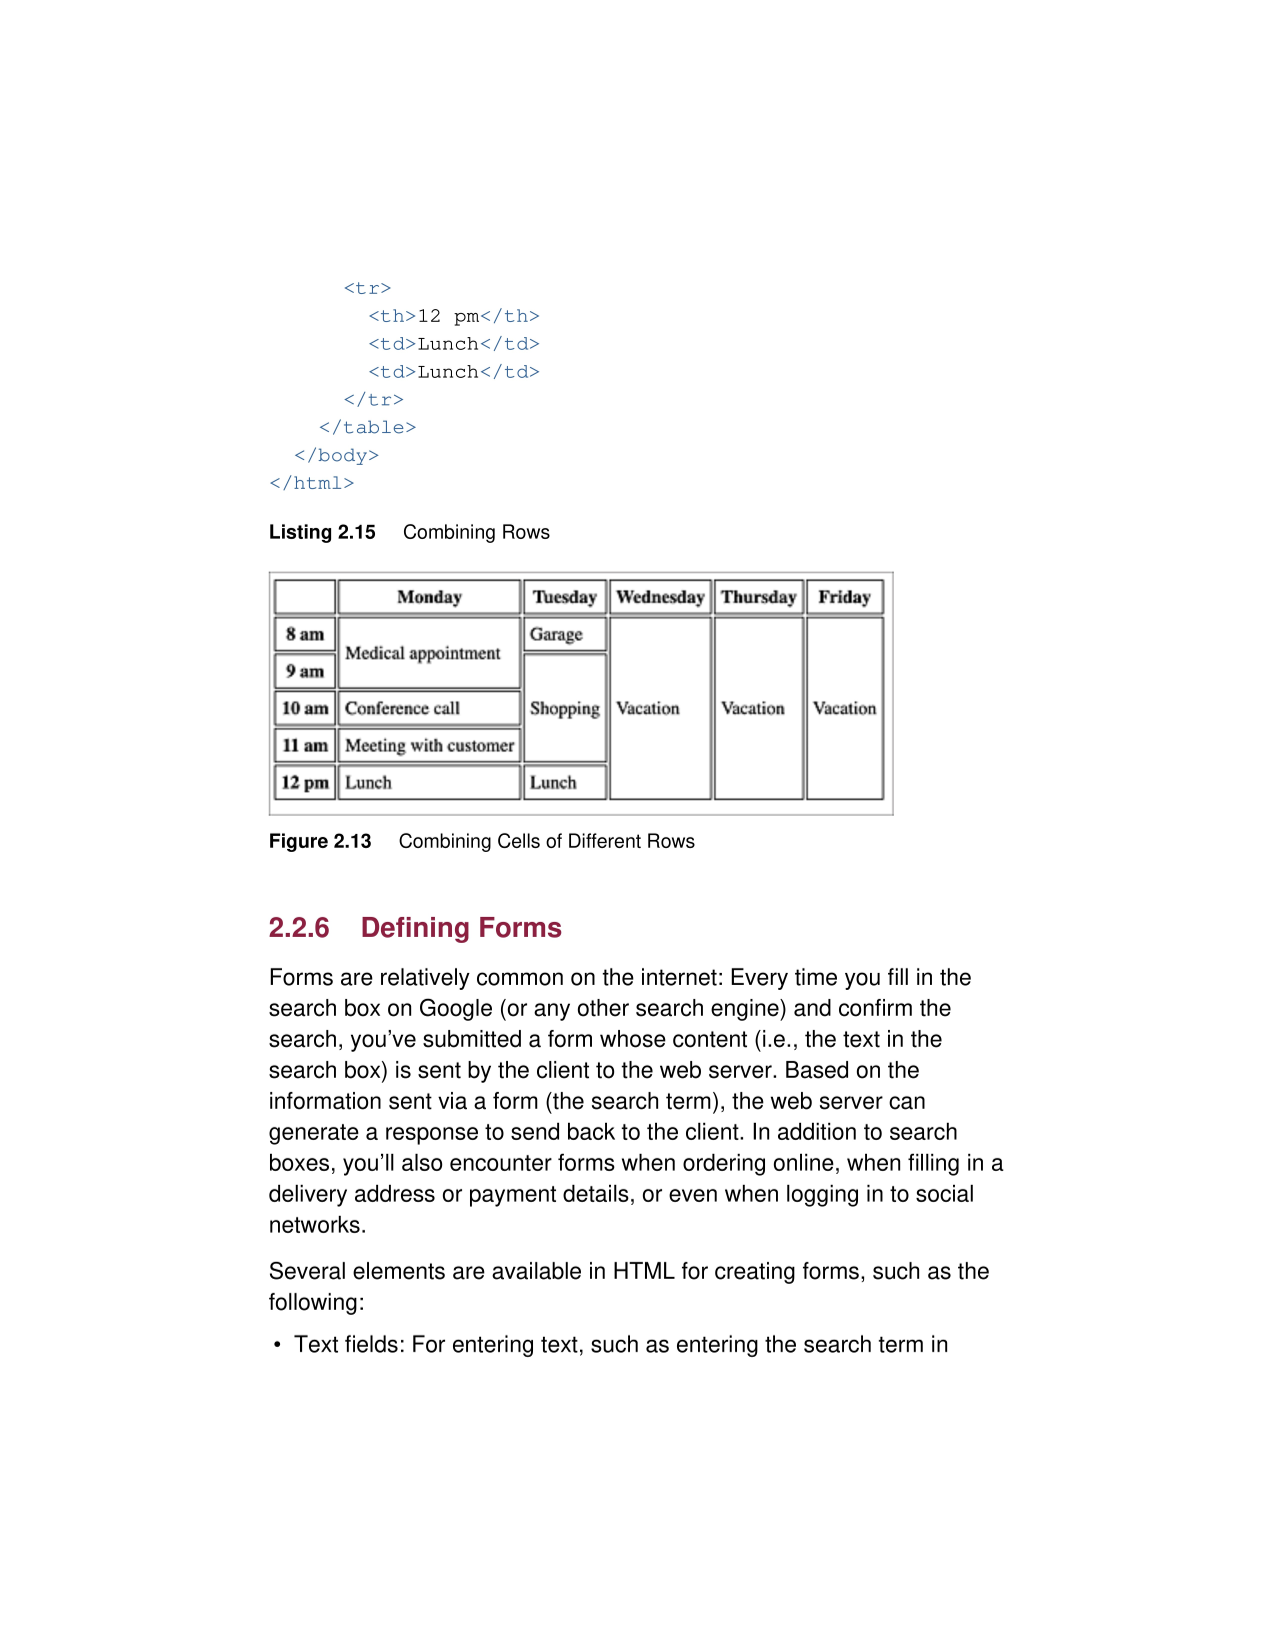 <tr>
<th>12 pm</th>
<td>Lunch</td>
<td>Lunch</td>
</tr>
</table>
</body>
</html>
Listing 2.15 Combining Rows
Monday Tuesday Wednesday Thursday Friday
8 am Medical appointment Garage Vacation Vacation Vacation
9 am Shopping
10 am Conference call
11 am Meeting with customer
12 pm Lunch Lunch
Figure 2.13 Combining Cells of Different Rows
2.2.6 Defining Forms
Forms are relatively common on the internet: Every time you fill in the
search box on Google (or any other search engine) and confirm the
search, you’ve submitted a form whose content (i.e., the text in the
search box) is sent by the client to the web server. Based on the
information sent via a form (the search term), the web server can
generate a response to send back to the client. In addition to search
boxes, you’ll also encounter forms when ordering online, when filling in a
delivery address or payment details, or even when logging in to social
networks.
Several elements are available in HTML for creating forms, such as the
following:
• Text fields: For entering text, such as entering the search term in